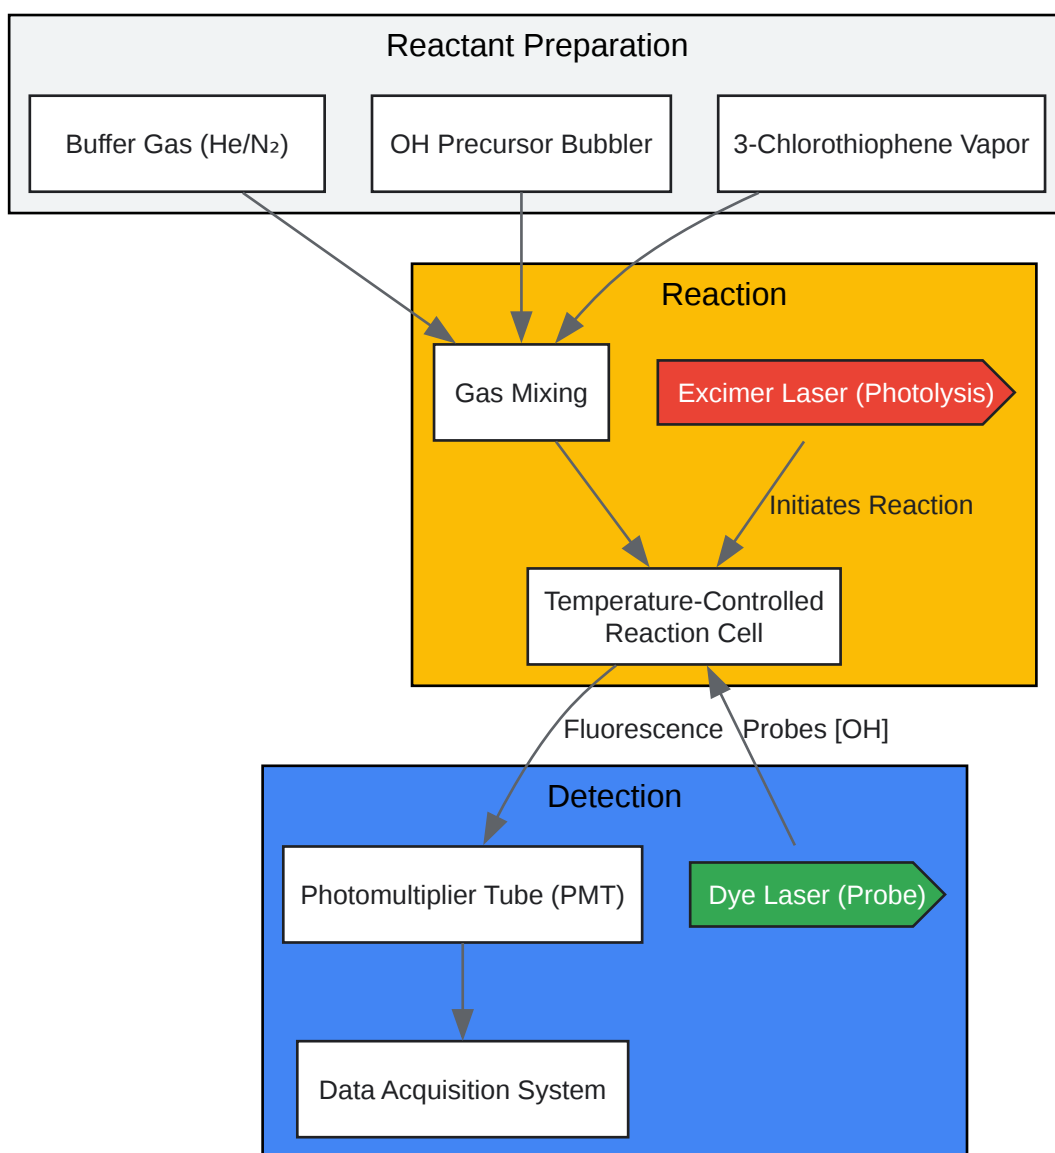 Reactant Preparation
Buffer Gas (He/N₂)
OH Precursor Bubbler
3-Chlorothiophene Vapor
Reaction
Gas Mixing
Excimer Laser (Photolysis)
Initiates Reaction
Temperature-Controlled
Reaction Cell
Fluorescence
Probes [OH]
Detection
Photomultiplier Tube (PMT)
Dye Laser (Probe)
Data Acquisition System